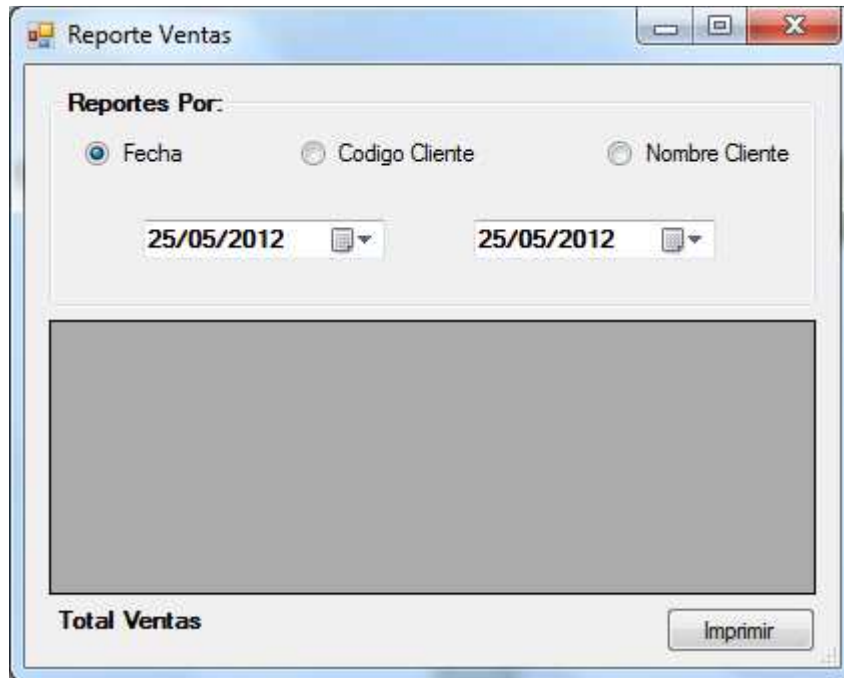 Reporte Ventas
Reportes Por:
Fecha Codigo Cliente Nombre Cliente
25/05/2012 25/05/2012
Total Ventas Imprimir